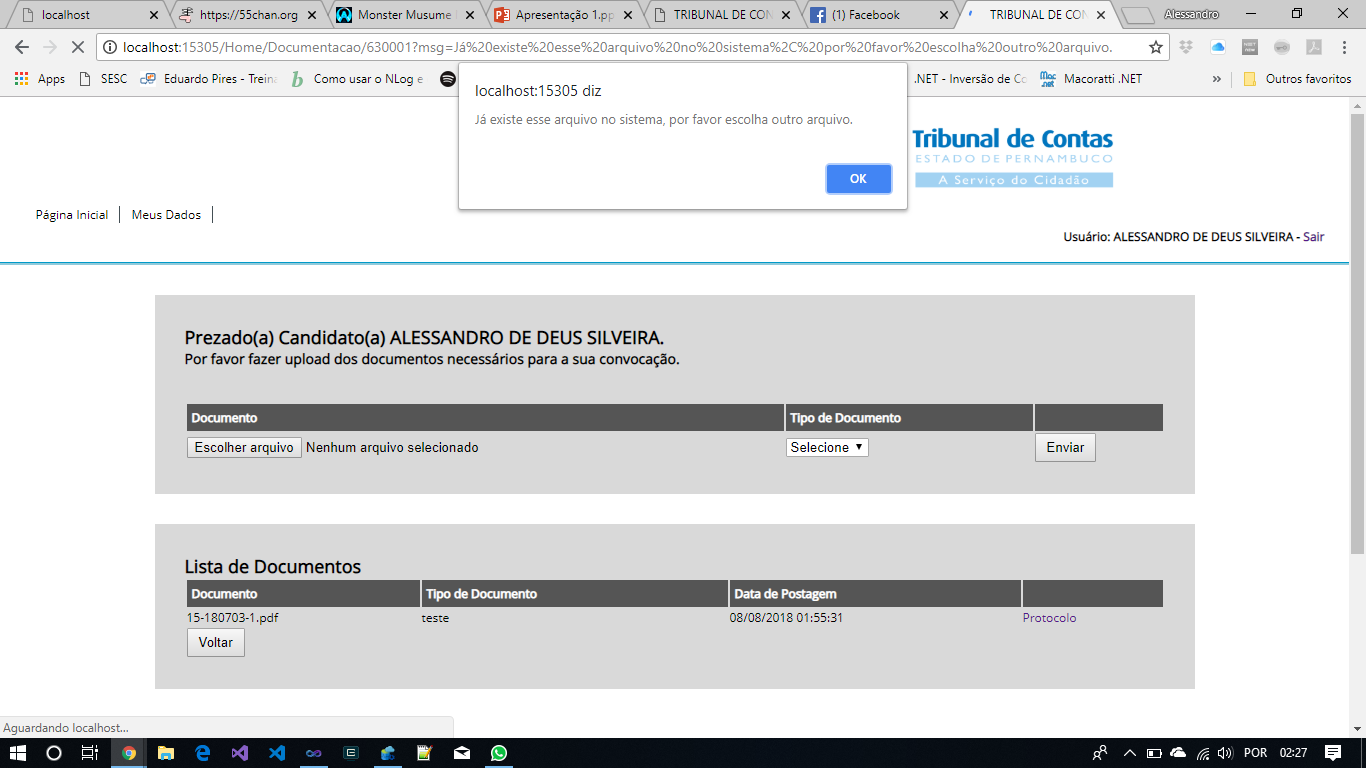 localhost
https://55chan.org
Monster Musume
Apresentação 1.pp
TRIBUNAL DE CON
(1) Facebook
TRIBUNAL DE CON
Alessandro
localhost:15305/Home/Documentacao/630001?msg=Já%20existe%20esse%20arquivo%20no%20sistema%2C%20por%20favor%20escolha%20outro%20arquivo.
Apps
SESC
Eduardo Pires - Trein
Como usar o NLog e
.NET - Inversão de Co
Macoratti .NET
»
Outros favoritos
localhost:15305 diz
Já existe esse arquivo no sistema, por favor escolha outro arquivo.
OK
Tribunal de Contas
ESTADO DE PERNAMBUCO
A Serviço do Cidadão
Página Inicial
Meus Dados
Usuário: ALESSANDRO DE DEUS SILVEIRA - Sair
Prezado(a) Candidato(a) ALESSANDRO DE DEUS SILVEIRA.
Por favor fazer upload dos documentos necessários para a sua convocação.
Documento Tipo de Documento
Escolher arquivo Nenhum arquivo selecionado Selecione Enviar
Lista de Documentos
Documento Tipo de Documento Data de Postagem
15-180703-1.pdf teste 08/08/2018 01:55:31 Protocolo
Voltar
Aguardando localhost...
POR 02:27